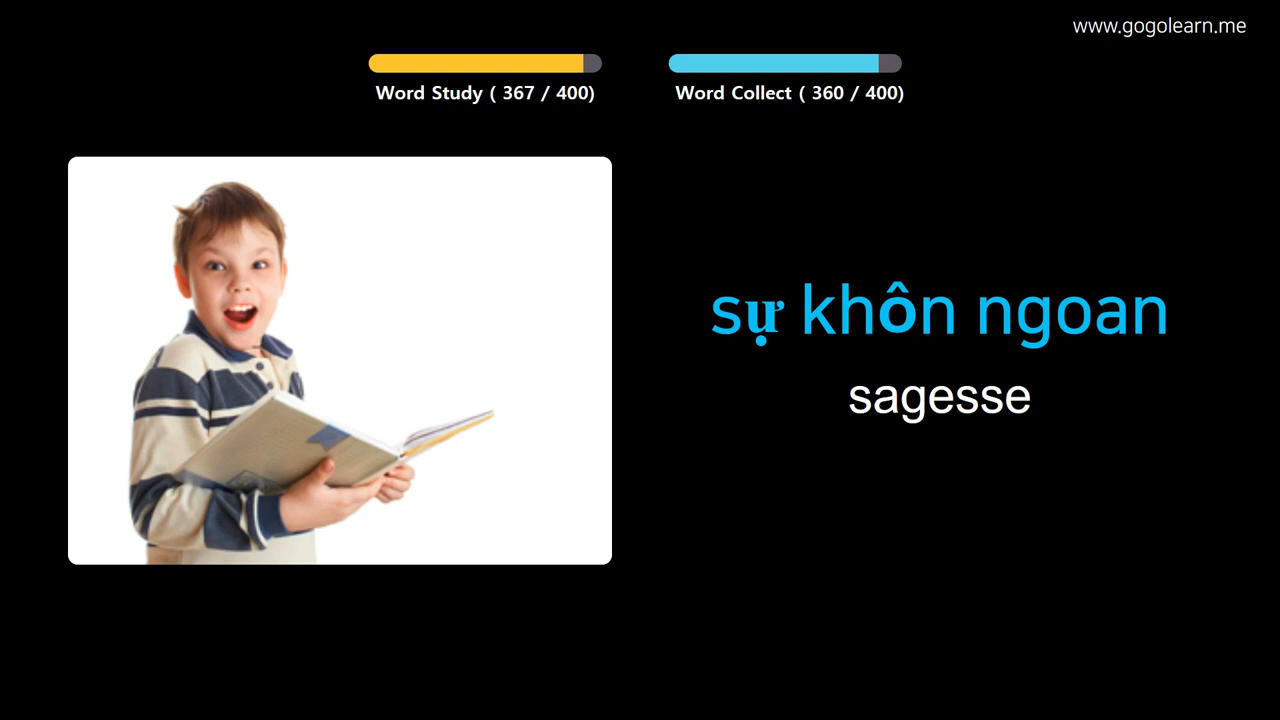 www.gogolearn.me
Word Study ( 367 / 400)
Word Collect ( 360 / 400)
sự khôn ngoan
sagesse